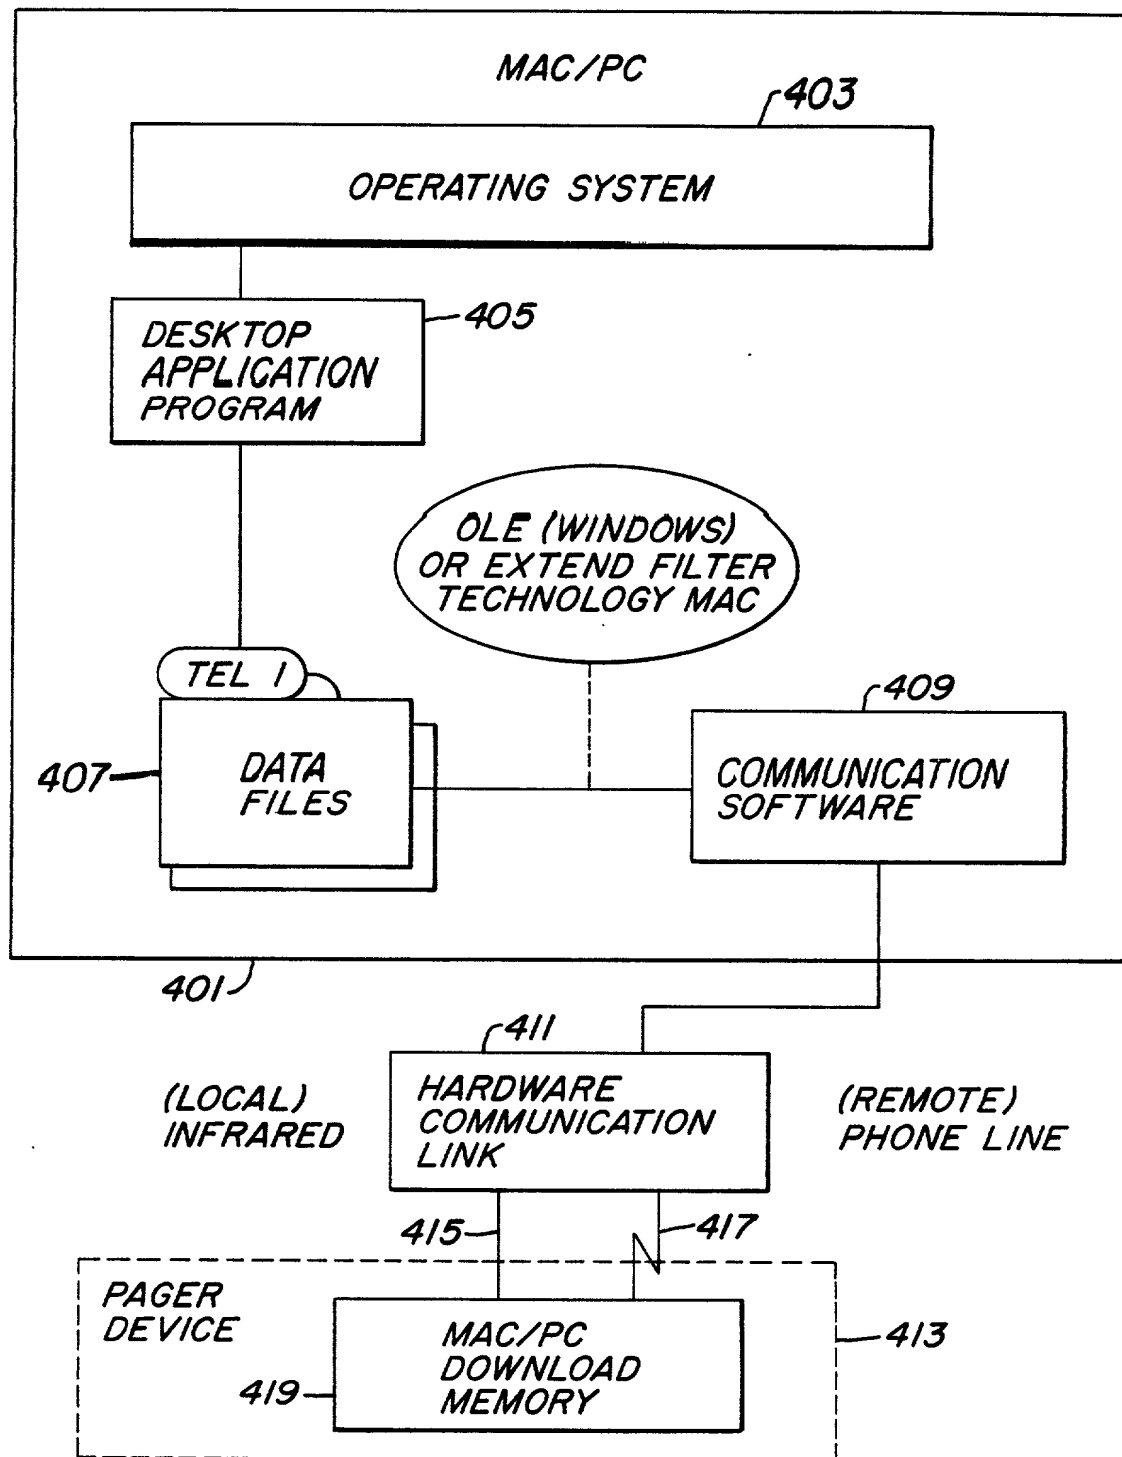 MAC/PC
403
OPERATING SYSTEM
405
DESKTOP
APPLICATION
PROGRAM
OLE (WINDOWS)
OR EXTEND FILTER
TECHNOLOGY MAC
TEL 1
409
407
DATA
FILES
COMMUNICATION
SOFTWARE
401
411
(LOCAL)
INFRARED
HARDWARE
COMMUNICATION
LINK
(REMOTE)
PHONE LINE
415
417
PAGER
DEVICE
413
MAC/PC
DOWNLOAD
MEMORY
419